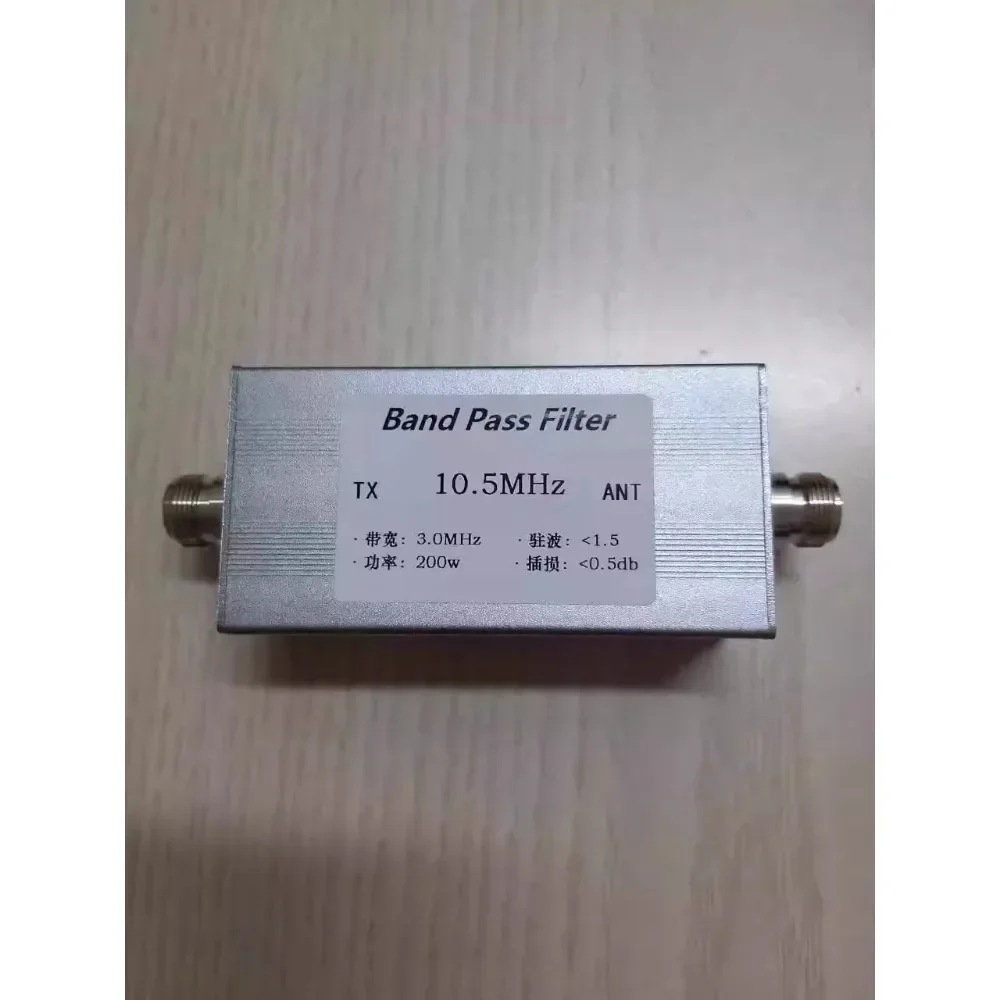 Band Pass Filter
TX 10.5MHz ANT
· 带宽: 3.0MHz · 驻波: <1.5
· 功率: 200w · 插损: <0.5db